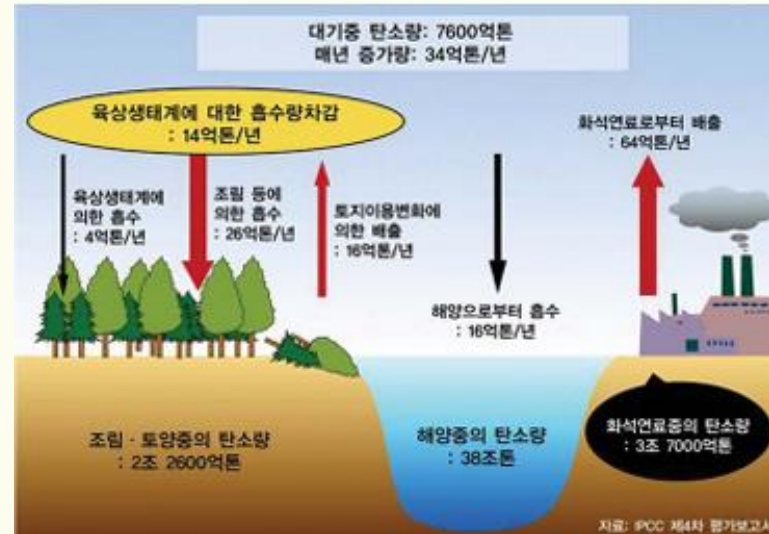 대기중 탄소량: 7600억톤
매년 증가량: 34억톤/년
육상생태계에 대한 흡수량차감
: 14억톤/년
화석연료로부터 배출
: 64억톤/년
육상생태계에
의한 흡수
: 4억톤/년
조림 등에
의한 흡수
: 26억톤/년
토지이용변화에
의한 배출
: 16억톤/년
해양으로부터 흡수
: 16억톤/년
조림 · 토양중의 탄소량
: 2조 2600억톤
해양중의 탄소량
: 38조톤
화석연료중의 탄소량
: 3조 7000억톤
자료: IPCC 제4차 평가보고서